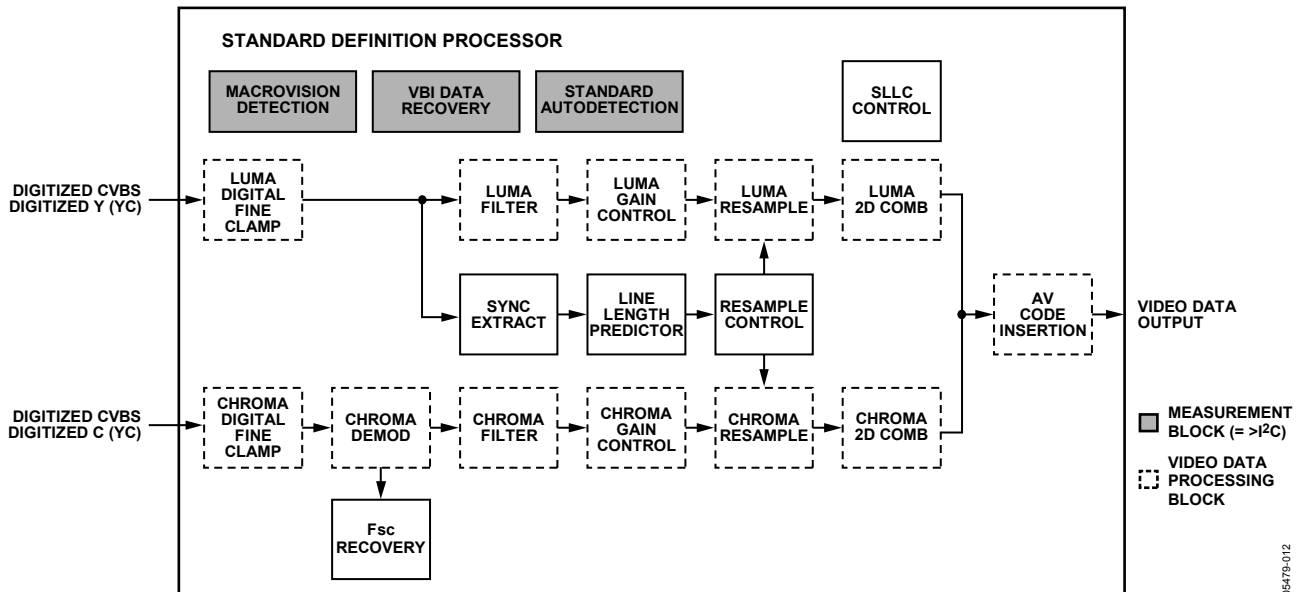 STANDARD DEFINITION PROCESSOR
MACROVISION
DETECTION
VBI DATA
RECOVERY
STANDARD
AUTODETECTION
SLLC
CONTROL
DIGITIZED CVBS
DIGITIZED Y (YC)
LUMA
DIGITAL
FINE
CLAMP
LUMA
FILTER
LUMA
GAIN
CONTROL
LUMA
RESAMPLE
LUMA
2D COMB
SYNC
EXTRACT
LINE
LENGTH
PREDICTOR
RESAMPLE
CONTROL
AV
CODE
INSERTION
VIDEO DATA
OUTPUT
DIGITIZED CVBS
DIGITIZED C (YC)
CHROMA
DIGITAL
FINE
CLAMP
CHROMA
DEMOD
CHROMA
FILTER
CHROMA
GAIN
CONTROL
CHROMA
RESAMPLE
CHROMA
2D COMB
Fsc
RECOVERY
MEASUREMENT
BLOCK (= >I²C)
VIDEO DATA
PROCESSING
BLOCK
05479-012